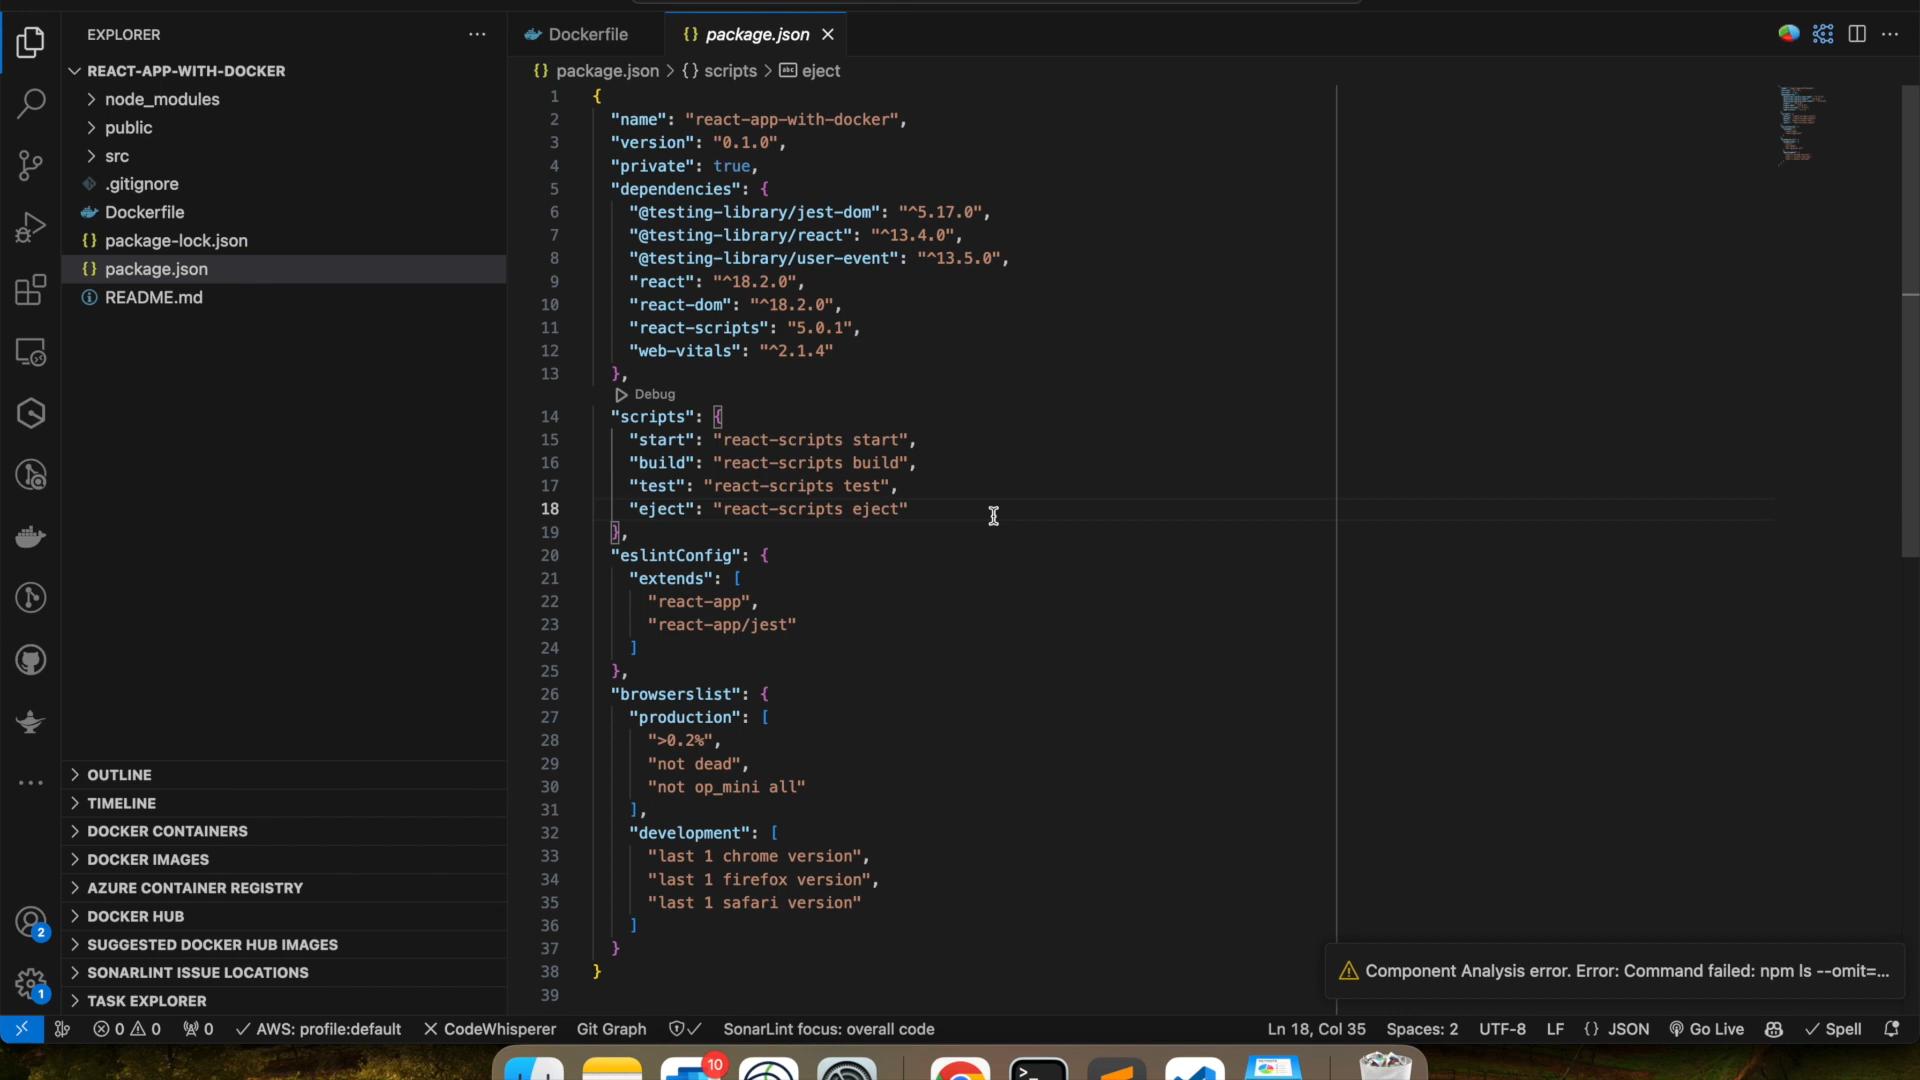 EXPLORER
REACT-APP-WITH-DOCKER
node_modules
public
src
.gitignore
Dockerfile
package-lock.json
package.json
README.md
OUTLINE
TIMELINE
DOCKER CONTAINERS
DOCKER IMAGES
AZURE CONTAINER REGISTRY
DOCKER HUB
SUGGESTED DOCKER HUB IMAGES
SONARLINT ISSUE LOCATIONS
TASK EXPLORER
2
1
Dockerfile
{} package.json
{} package.json > {} scripts > abc eject
1 {
2 "name": "react-app-with-docker",
3 "version": "0.1.0",
4 "private": true,
5 "dependencies": {
6 "@testing-library/jest-dom": "^5.17.0",
7 "@testing-library/react": "^13.4.0",
8 "@testing-library/user-event": "^13.5.0",
9 "react": "^18.2.0",
10 "react-dom": "^18.2.0",
11 "react-scripts": "5.0.1",
12 "web-vitals": "^2.1.4"
13 },
Debug
14 "scripts": {
15 "start": "react-scripts start",
16 "build": "react-scripts build",
17 "test": "react-scripts test",
18 "eject": "react-scripts eject"
19 },
20 "eslintConfig": {
21 "extends": [
22 "react-app",
23 "react-app/jest"
24 ]
25 },
26 "browserslist": {
27 "production": [
28 ">0.2%",
29 "not dead",
30 "not op_mini all"
31 ],
32 "development": [
33 "last 1 chrome version",
34 "last 1 firefox version",
35 "last 1 safari version"
36 ]
37 }
38 }
39
Component Analysis error. Error: Command failed: npm ls --omit=...
0 0 0 AWS: profile:default CodeWhisperer Git Graph SonarLint focus: overall code Ln 18, Col 35 Spaces: 2 UTF-8 LF {} JSON Go Live Spell
10